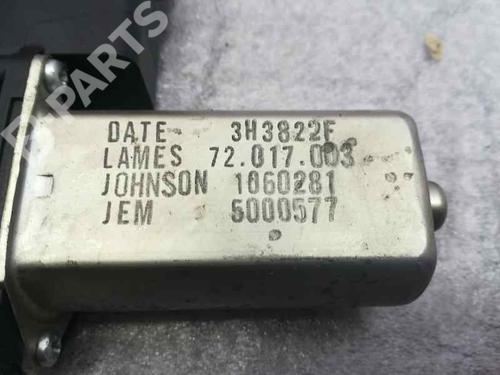 B-PARTS
DATE 3H3822F
LAMES 72.017.003
JOHNSON 1060281
JEM 5000577